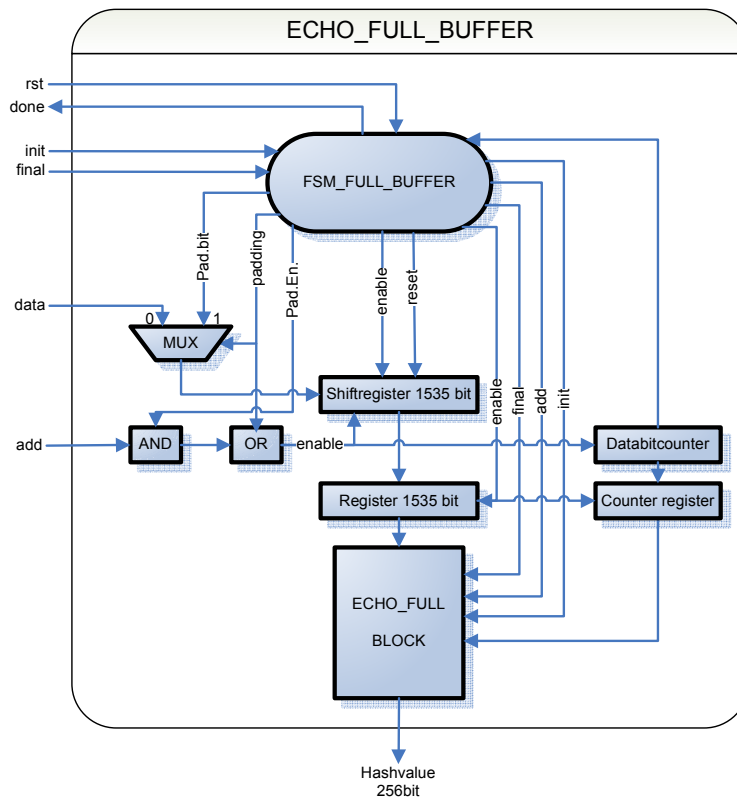 ECHO_FULL_BUFFER
rst
done
init
final
FSM_FULL_BUFFER
Pad.bit
padding
Pad.En.
enable
reset
data
0
1
MUX
Shiftregister 1535 bit
enable
final
add
init
add
AND
OR
enable
Databitcounter
Register 1535 bit
Counter register
ECHO_FULL
BLOCK
Hashvalue
256bit